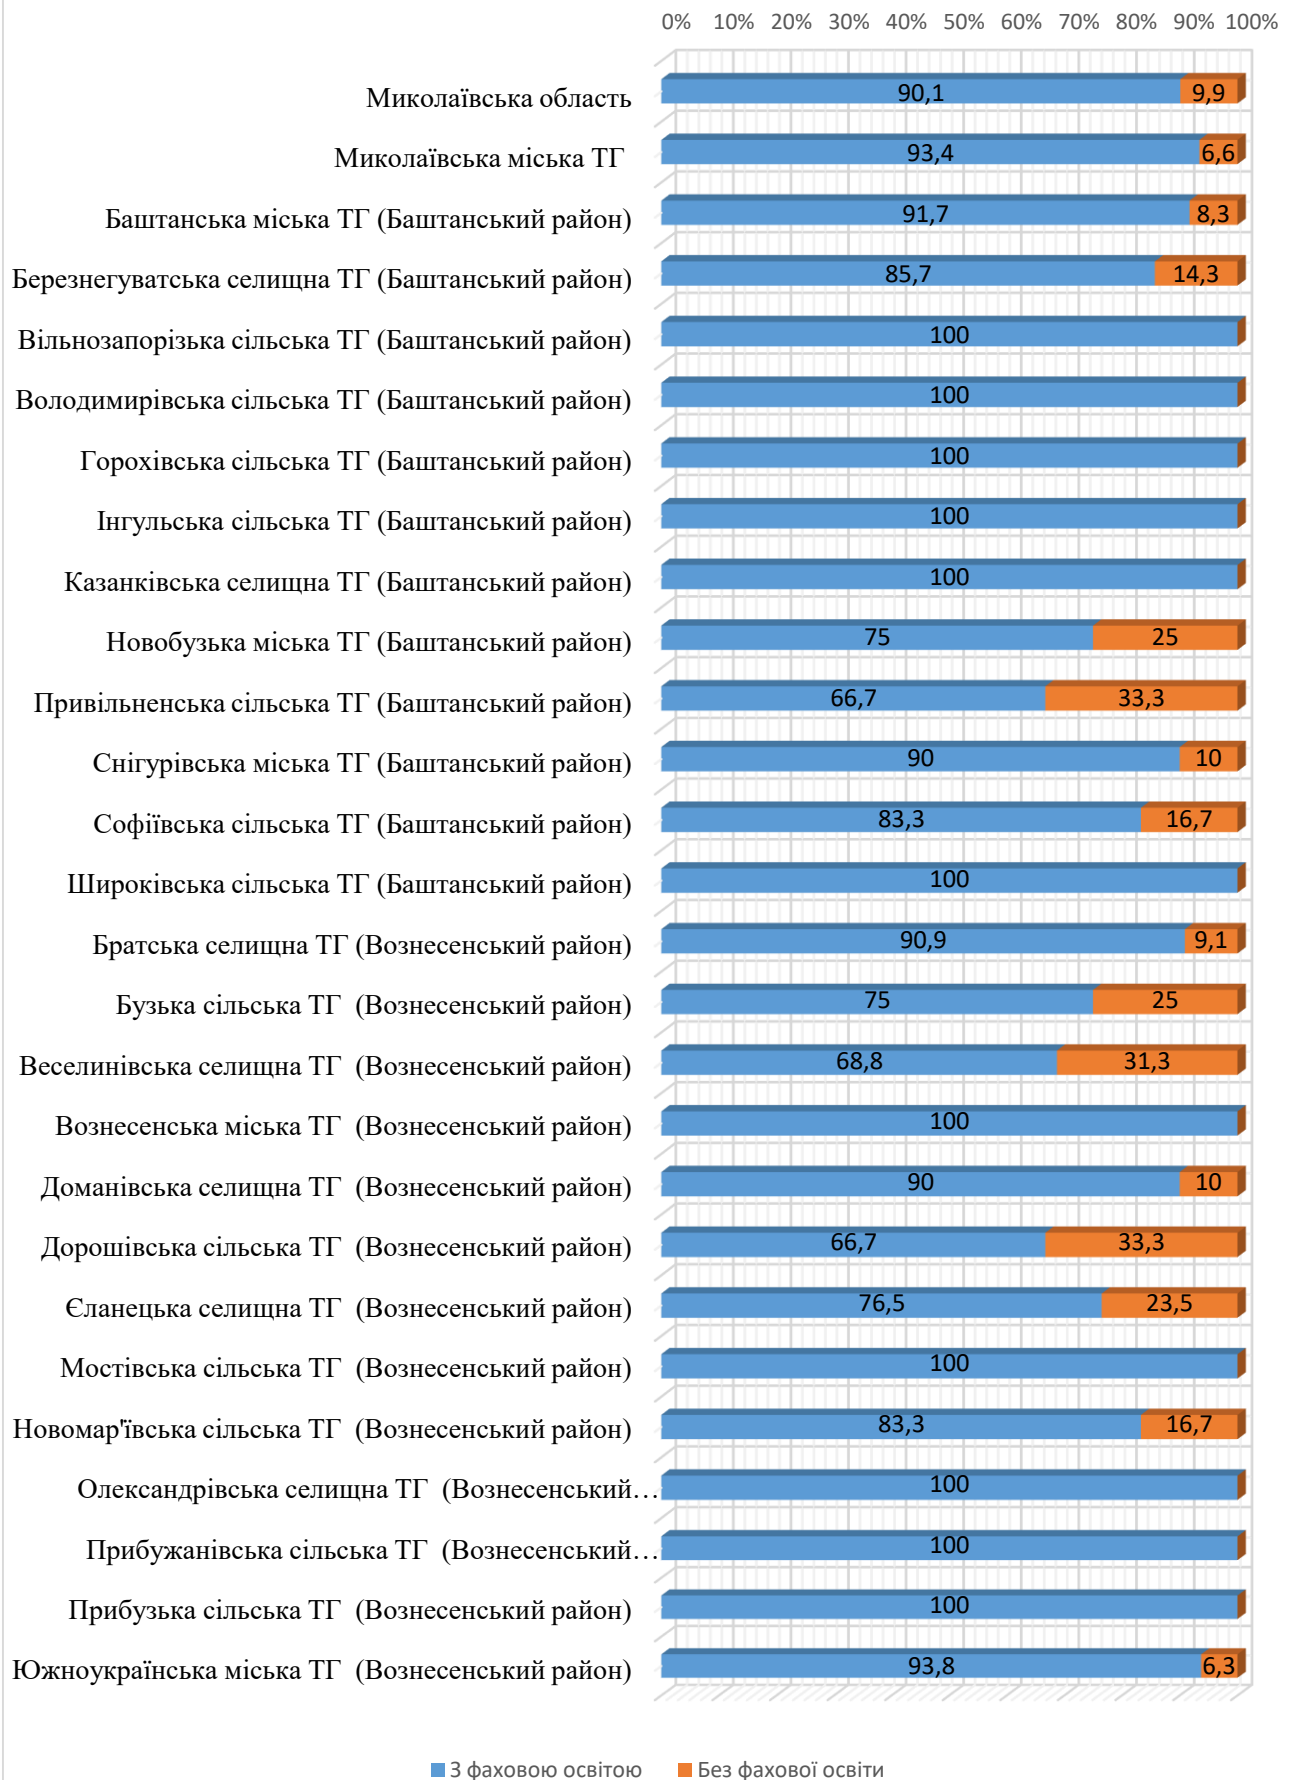 0% 10% 20% 30% 40% 50% 60% 70% 80% 90% 100%
Миколаївська область 90,1 9,9
Миколаївська міська ТГ 93,4 6,6
Баштанська міська ТГ (Баштанський район) 91,7 8,3
Березнегуватська селищна ТГ (Баштанський район) 85,7 14,3
Вільнозапорізька сільська ТГ (Баштанський район) 100
Володимирівська сільська ТГ (Баштанський район) 100
Горохівська сільська ТГ (Баштанський район) 100
Інгульська сільська ТГ (Баштанський район) 100
Казанківська селищна ТГ (Баштанський район) 100
Новобузька міська ТГ (Баштанський район) 75 25
Привільненська сільська ТГ (Баштанський район) 66,7 33,3
Снігурівська міська ТГ (Баштанський район) 90 10
Софіївська сільська ТГ (Баштанський район) 83,3 16,7
Широківська сільська ТГ (Баштанський район) 100
Братська селищна ТГ (Вознесенський район) 90,9 9,1
Бузька сільська ТГ (Вознесенський район) 75 25
Веселинівська селищна ТГ (Вознесенський район) 68,8 31,3
Вознесенська міська ТГ (Вознесенський район) 100
Доманівська селищна ТГ (Вознесенський район) 90 10
Дорошівська сільська ТГ (Вознесенський район) 66,7 33,3
Єланецька селищна ТГ (Вознесенський район) 76,5 23,5
Мостівська сільська ТГ (Вознесенський район) 100
Новомар'ївська сільська ТГ (Вознесенський район) 83,3 16,7
Олександрівська селищна ТГ (Вознесенський… 100
Прибужанівська сільська ТГ (Вознесенський… 100
Прибузька сільська ТГ (Вознесенський район) 100
Южноукраїнська міська ТГ (Вознесенський район) 93,8 6,3
З фаховою освітою Без фахової освіти